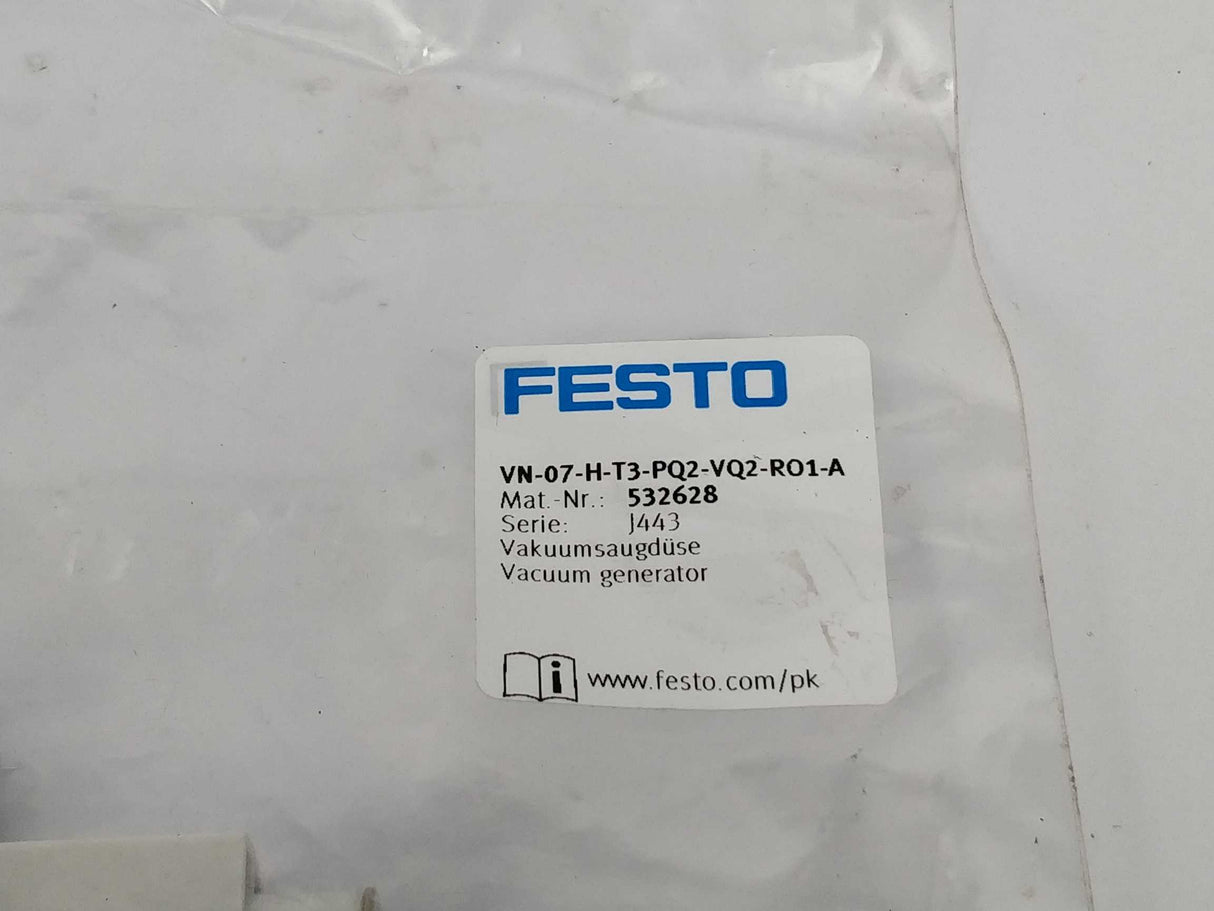 FESTO
VN-07-H-T3-PQ2-VQ2-RO1-A
Mat.-Nr.: 532628
Serie: J443
Vakuumsaugdüse
Vacuum generator
i www.festo.com/pk